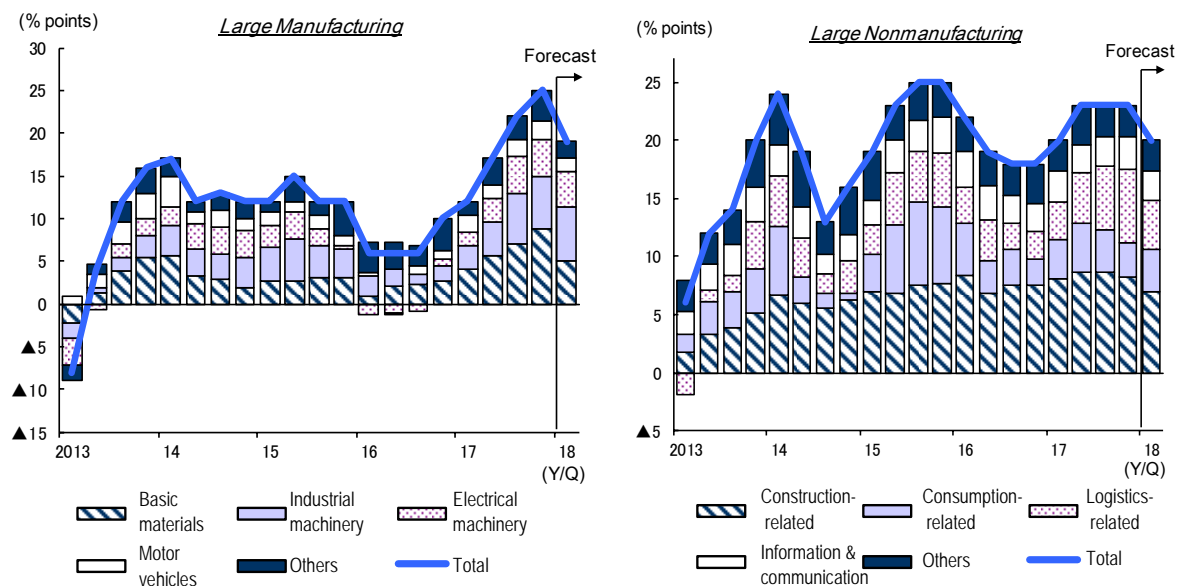 (% points)
Large Manufacturing
30
Forecast
25
20
15
10
5
0
▲5
▲10
▲15
2013 14 15 16 17 18
(Y/Q)
Basic materials
Industrial machinery
Electrical machinery
Motor vehicles
Others
Total
(% points)
Large Nonmanufacturing
Forecast
25
20
15
10
5
0
▲5
2013 14 15 16 17 18
(Y/Q)
Construction-related
Consumption-related
Logistics-related
Information & communication
Others
Total